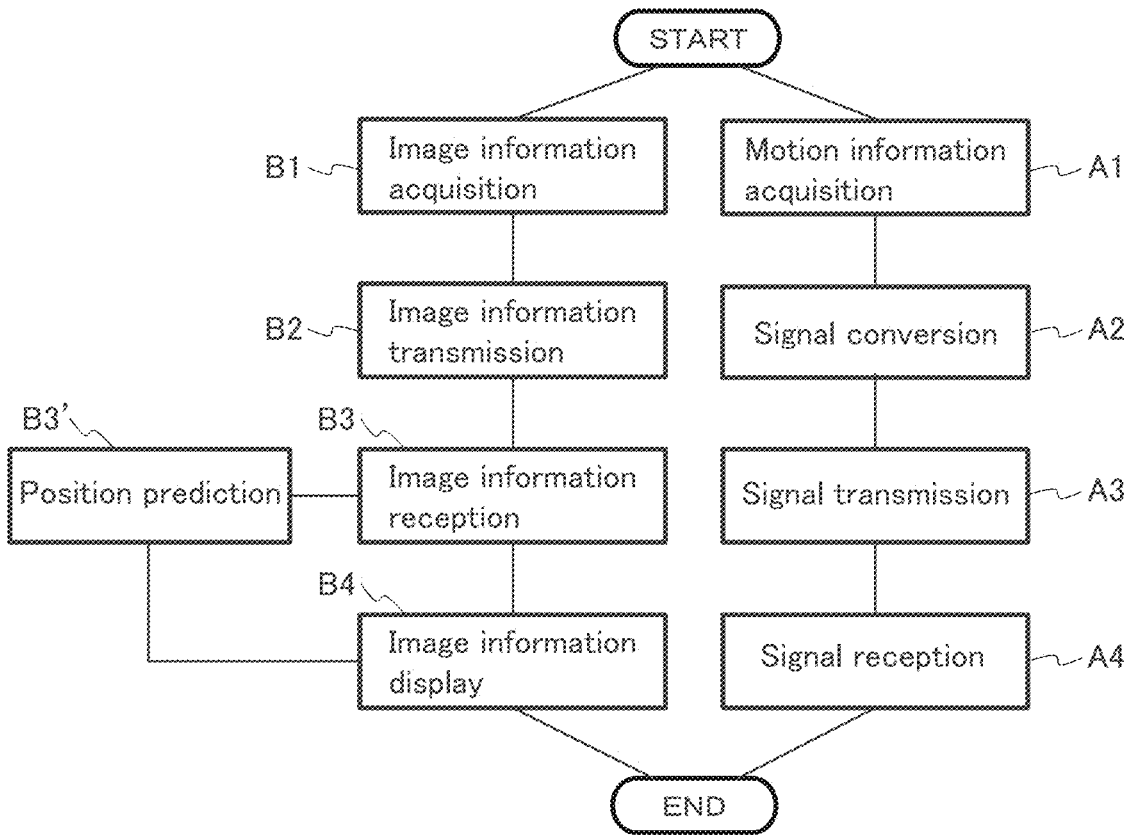 START
B1
Image information
acquisition
Motion information
acquisition
A1
B2
Image information
transmission
Signal conversion
A2
B3'
Position prediction
B3
Image information
reception
Signal transmission
A3
B4
Image information
display
Signal reception
A4
END